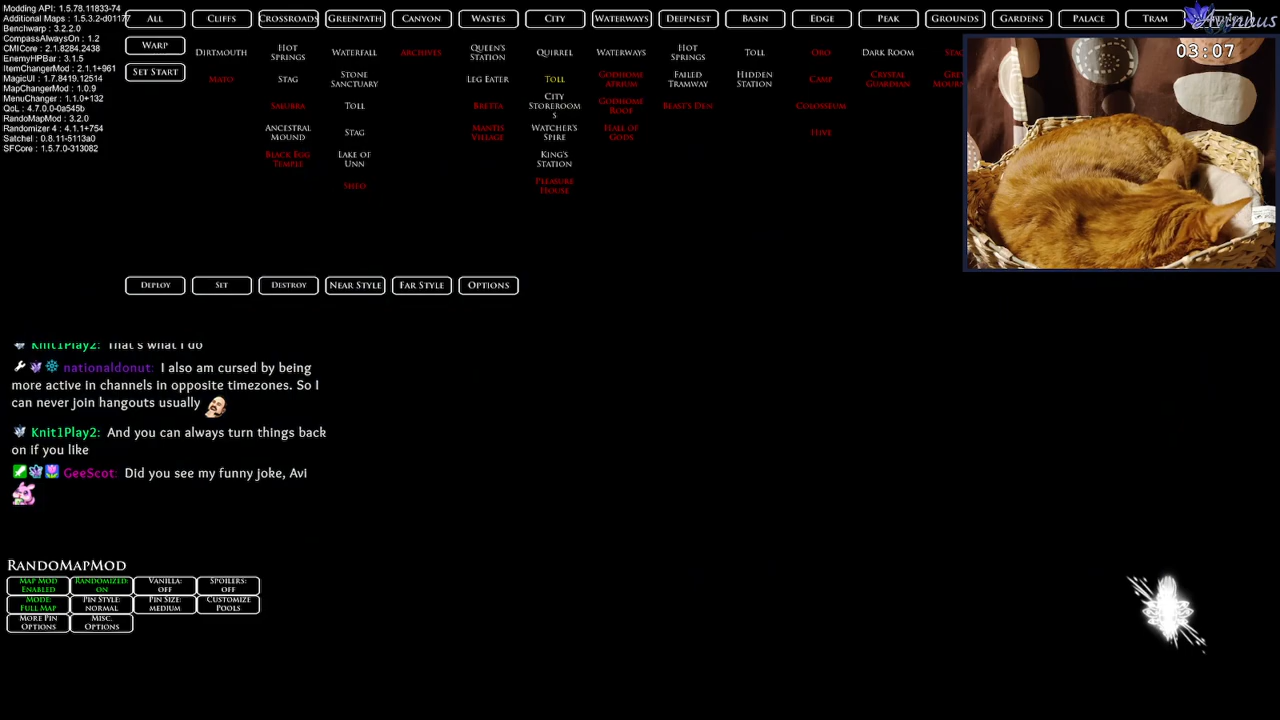 Modding API: 1.5.78.11833-74
Additional Maps : 1.5.3.2-d01177
Benchwarp : 3.2.2.0
CompassAlwaysOn : 1.2
CMICore : 2.1.8284.2438
EnemyHPBar : 3.1.5
ItemChangerMod : 2.1.1+961
MagicUI : 1.7.8419.12514
MapChangerMod : 1.0.9
MenuChanger : 1.1.0+132
QoL : 4.7.0.0-0a545b
RandoMapMod : 3.2.0
Randomizer 4 : 4.1.1+754
Satchel : 0.8.11-5113a0
SFCore : 1.5.7.0-313082
ALL CLIFFS CROSSROADS GREENPATH CANYON WASTES CITY WATERWAYS DEEPNEST BASIN EDGE PEAK GROUNDS GARDENS PALACE TRAM
Avinnus
03:07
WARP
SET START
DIRTMOUTH
MATO
HOT
SPRINGS
STAG
SALUBRA
ANCESTRAL
MOUND
BLACK EGG
TEMPLE
WATERFALL
STONE
SANCTUARY
TOLL
STAG
LAKE OF
UNN
SHEO
ARCHIVES
QUEEN'S
STATION
LEG EATER
BRETTA
MANTIS
VILLAGE
QUIRREL
TOLL
CITY
STOREROOM
S
WATCHER'S
SPIRE
KING'S
STATION
PLEASURE
HOUSE
WATERWAYS
GODHOME
ATRIUM
GODHOME
ROOF
HALL OF
GODS
HOT
SPRINGS
FAILED
TRAMWAY
BEAST'S DEN
TOLL
HIDDEN
STATION
ORO
CAMP
COLOSSEUM
HIVE
DARK ROOM
CRYSTAL
GUARDIAN
DEPLOY SET DESTROY NEAR STYLE FAR STYLE OPTIONS
Knit1Play2: That's what I do
nationaldonut: I also am cursed by being
more active in channels in opposite timezones. So I
can never join hangouts usually
Knit1Play2: And you can always turn things back
on if you like
GeeScot: Did you see my funny joke, Avi
RANDOMAPMOD
MAP MOD
ENABLED
RANDOMIZED:
ON
VANILLA:
OFF
SPOILERS:
OFF
MODE:
FULL MAP
PIN STYLE:
NORMAL
PIN SIZE:
MEDIUM
CUSTOMIZE
POOLS
MORE PIN
OPTIONS
MISC.
OPTIONS